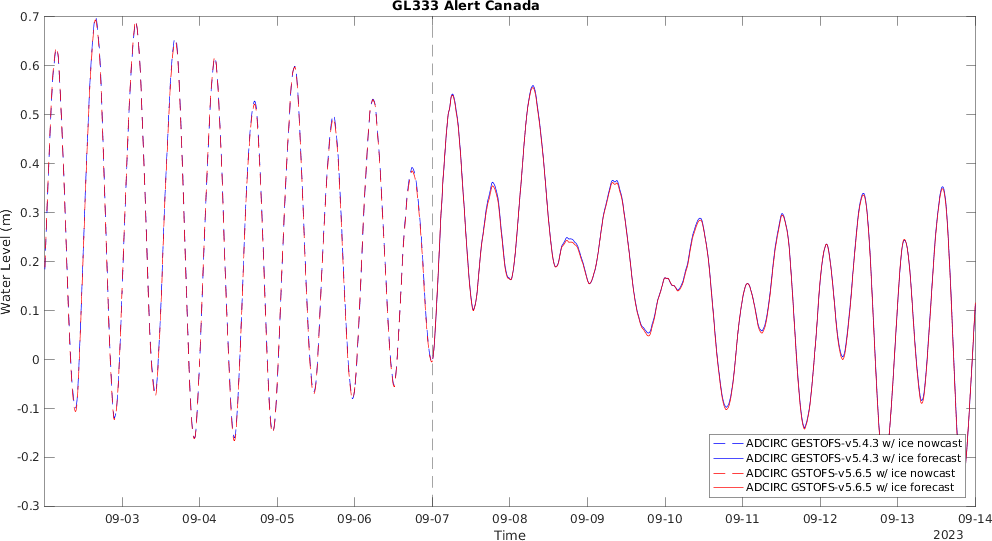 GL333 Alert Canada
Water Level (m)
0.7
0.6
0.5
0.4
0.3
0.2
0.1
0
-0.1
-0.2
-0.3
ADCIRC GESTOFS-v5.4.3 w/ ice nowcast
ADCIRC GESTOFS-v5.4.3 w/ ice forecast
ADCIRC GSTOFS-v5.6.5 w/ ice nowcast
ADCIRC GSTOFS-v5.6.5 w/ ice forecast
09-03 09-04 09-05 09-06 09-07 09-08 09-09 09-10 09-11 09-12 09-13 09-14
Time
2023